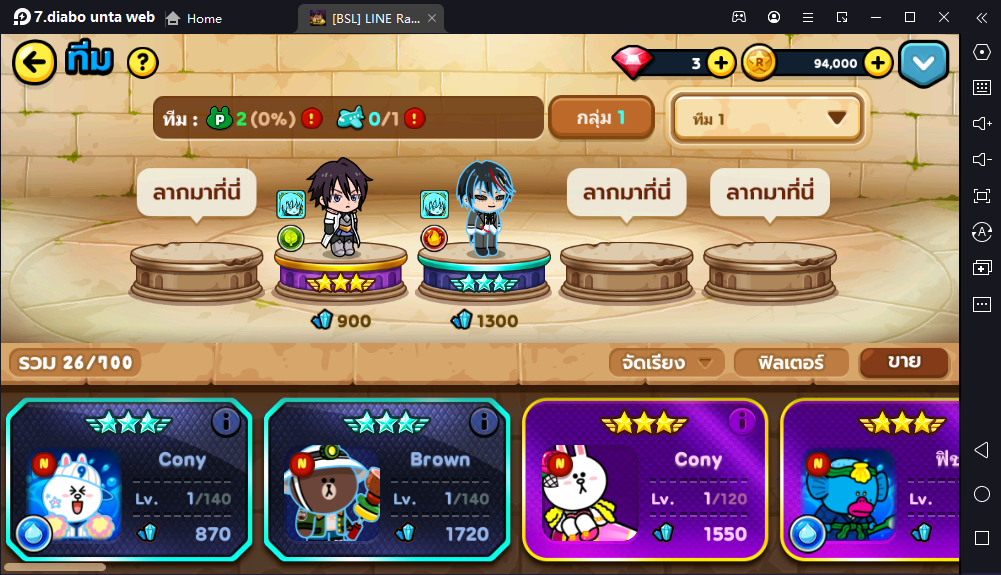 7.diabo unta web
Home
[BSL] LINE Ra...
ทีม
?
3
R
94,000
ทีม : P 2(0%) ! 0/1 !
กลุ่ม 1
ทีม 1
ลากมาที่นี่
ลากมาที่นี่
ลากมาที่นี่
900
1300
รวม 26/700
จัดเรียง
ฟิลเตอร์
ขาย
N
Cony
Lv. 1/140
870
N
Brown
Lv. 1/140
1720
N
Cony
Lv. 1/120
1550
N
Lv.